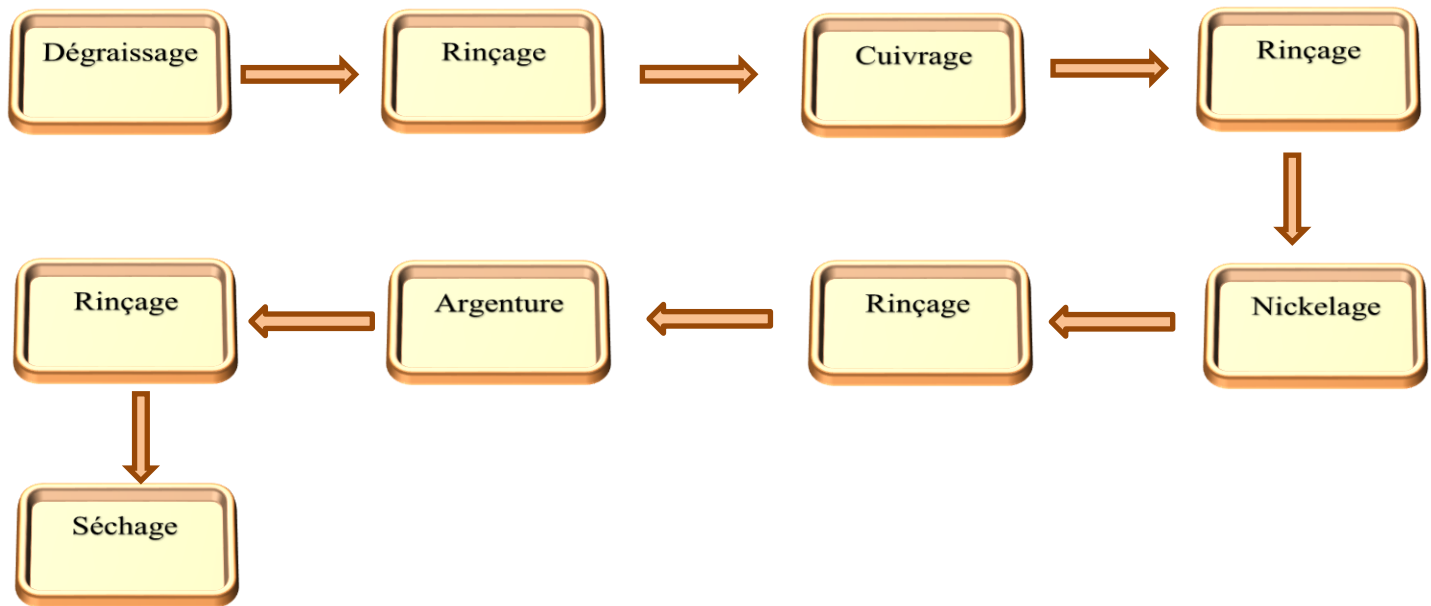 Dégraissage
Rinçage
Cuivrage
Rinçage
Nickelage
Rinçage
Argenture
Rinçage
Séchage